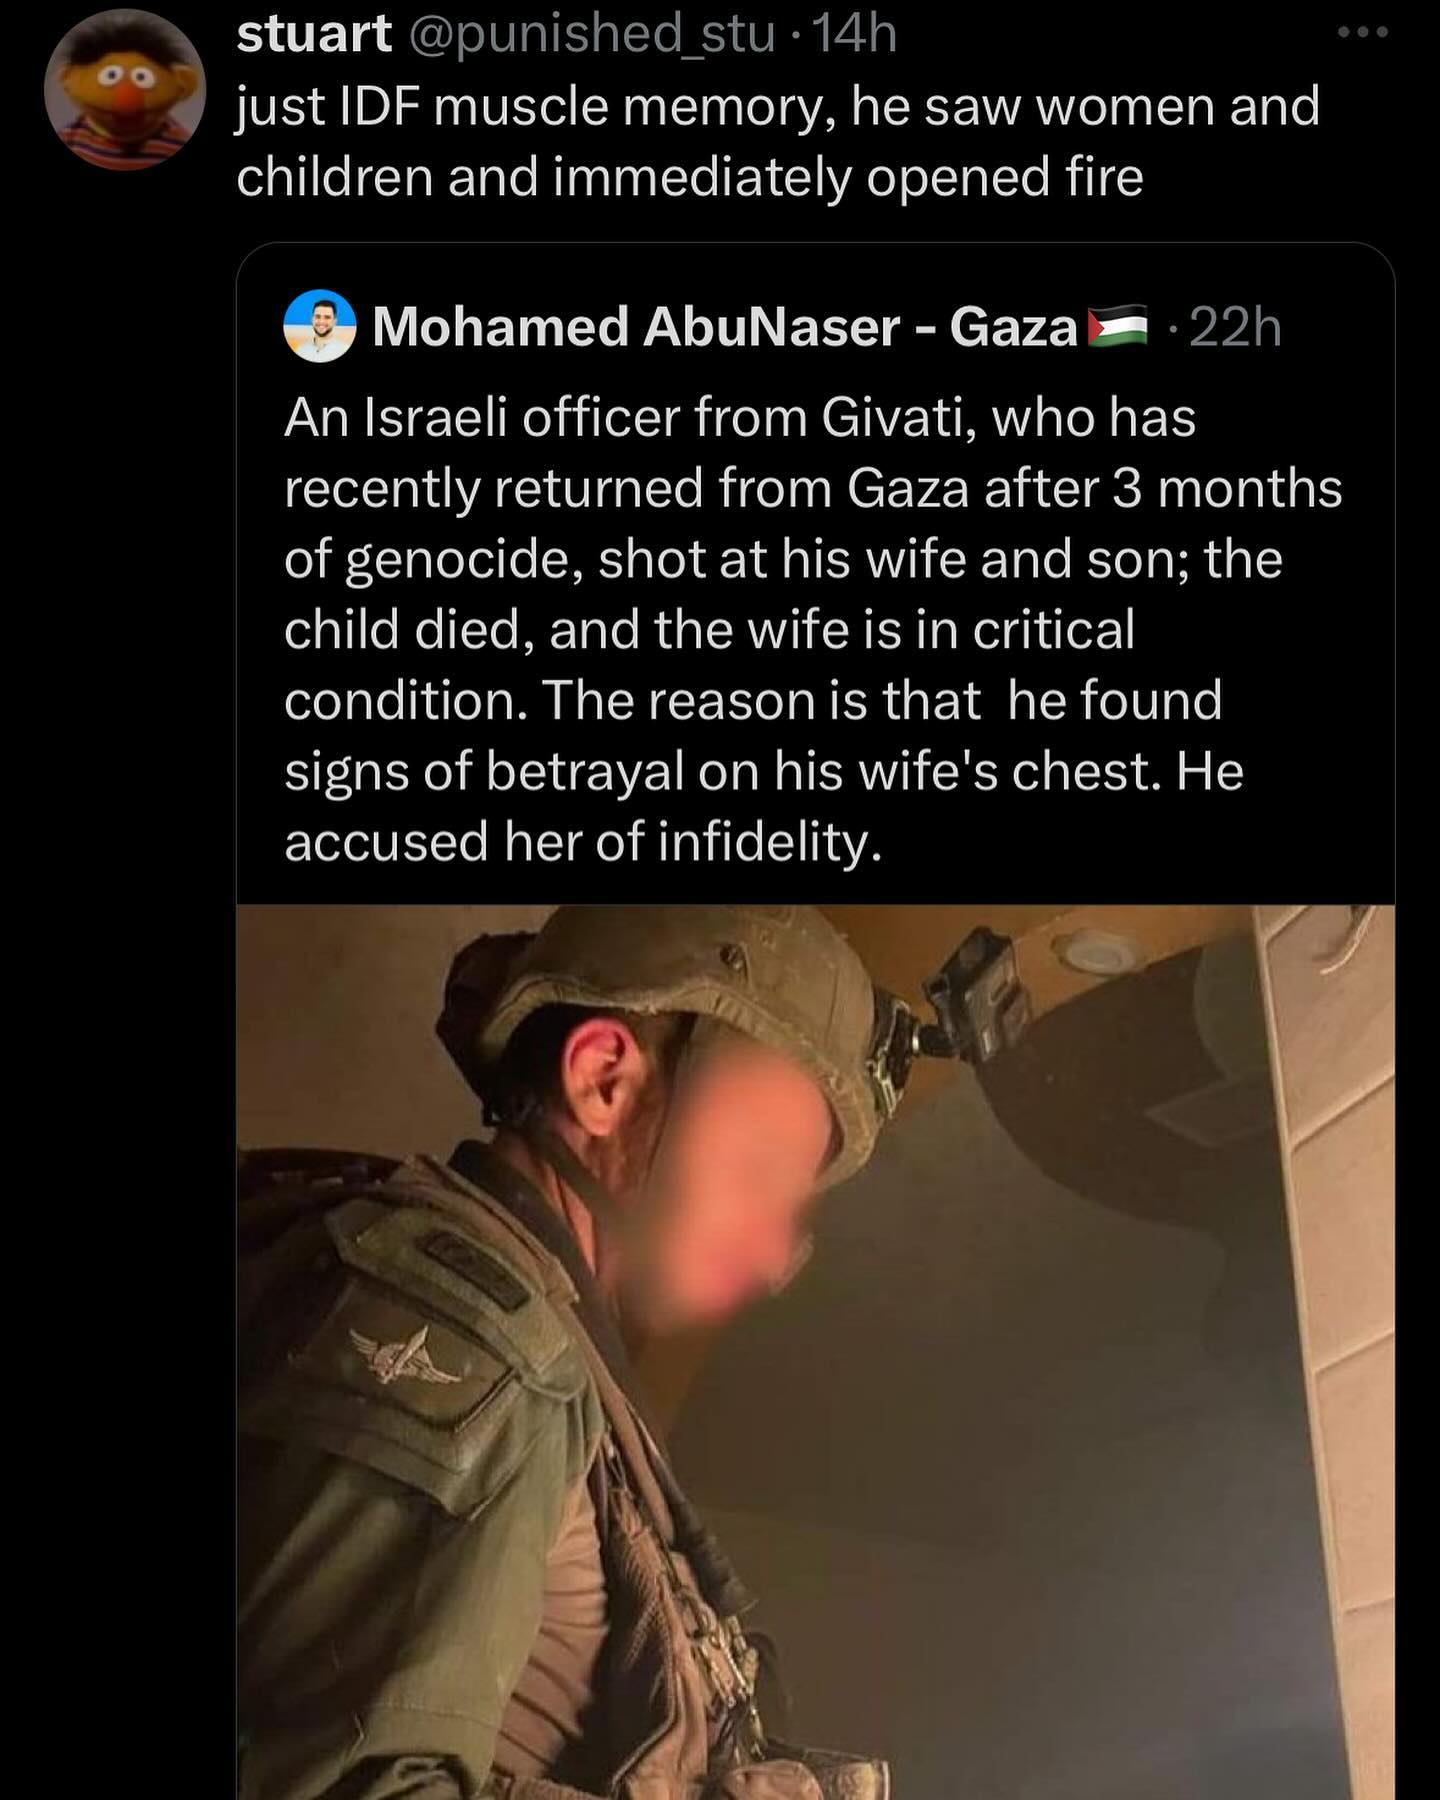 stuart @punished_stu · 14h
just IDF muscle memory, he saw women and
children and immediately opened fire
Mohamed AbuNaser - Gaza🇵🇸 · 22h
An Israeli officer from Givati, who has
recently returned from Gaza after 3 months
of genocide, shot at his wife and son; the
child died, and the wife is in critical
condition. The reason is that  he found
signs of betrayal on his wife's chest. He
accused her of infidelity.